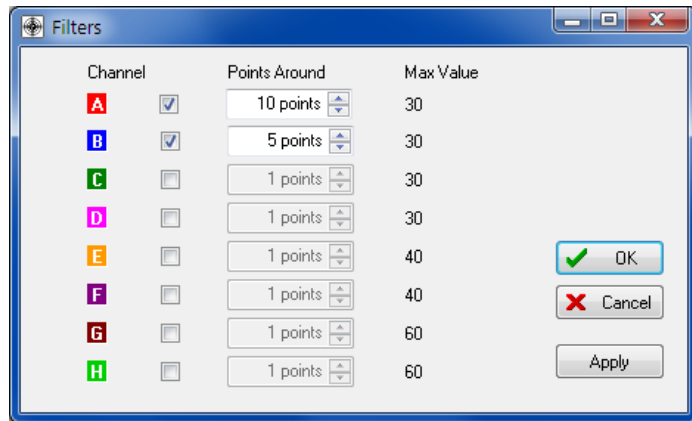 Filters
Channel Points Around Max Value
A 10 points 30
B 5 points 30
C 1 points 30
D 1 points 30
E 1 points 40
F 1 points 40
G 1 points 60
H 1 points 60
OK
Cancel
Apply